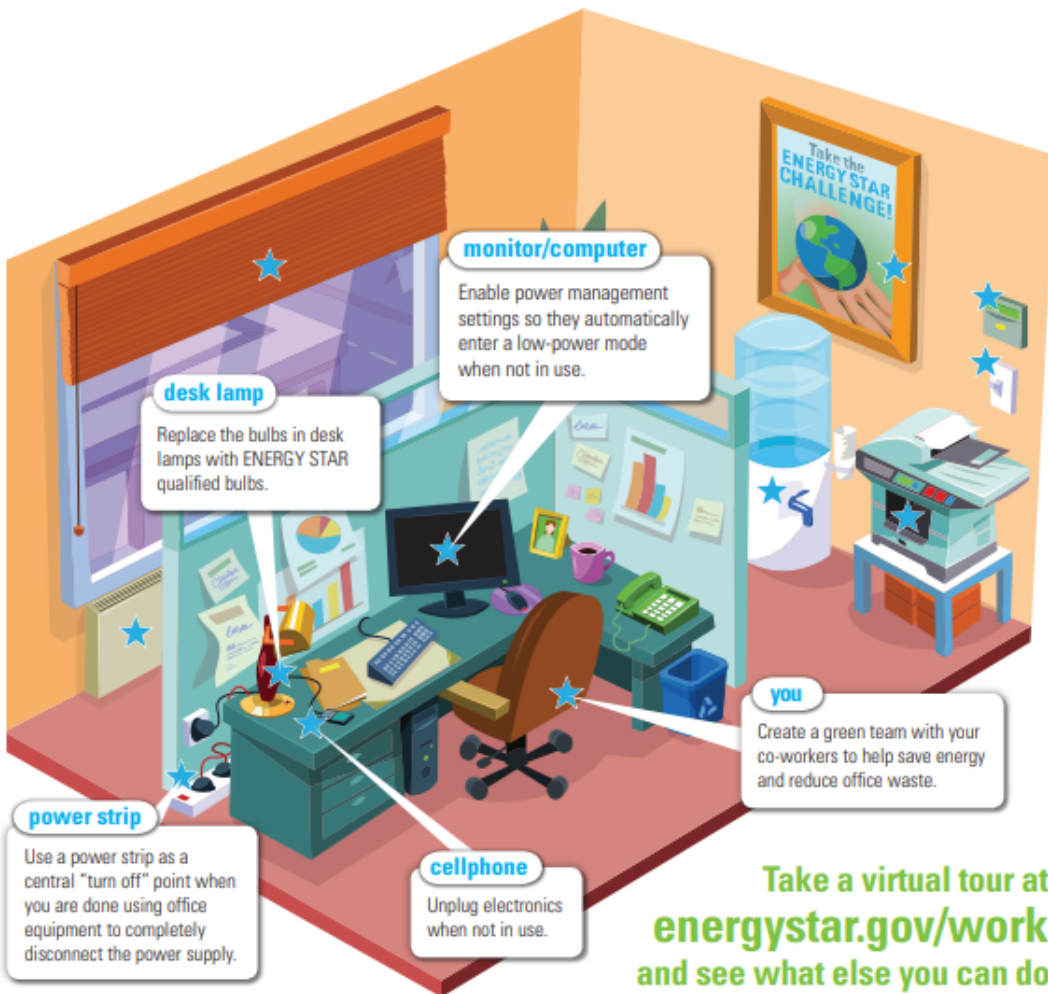 Take the
ENERGY STAR
CHALLENGE!
monitor/computer
Enable power management
settings so they automatically
enter a low-power mode
when not in use.
desk lamp
Replace the bulbs in desk
lamps with ENERGY STAR
qualified bulbs.
you
Create a green team with your
co-workers to help save energy
and reduce office waste.
power strip
Use a power strip as a
central “turn off” point when
you are done using office
equipment to completely
disconnect the power supply.
cellphone
Unplug electronics
when not in use.
Take a virtual tour at
energystar.gov/work
and see what else you can do